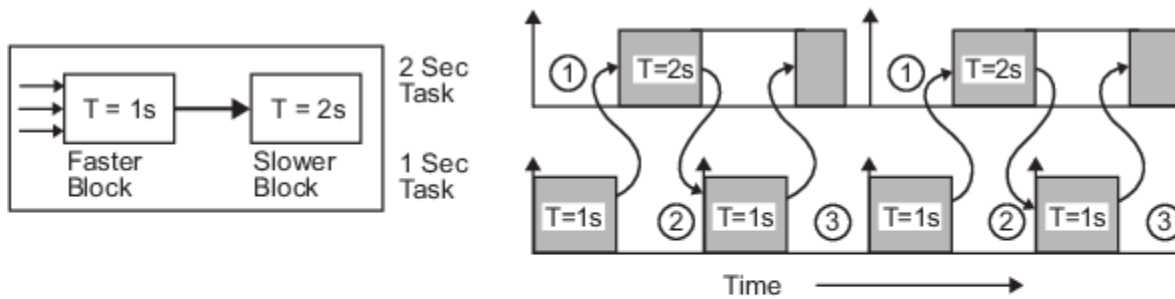 T = 1s
T = 2s
Faster
Block
Slower
Block
2 Sec
Task
1 Sec
Task
1
T=2s
1
T=2s
T=1s
2
T=1s
3
T=1s
2
T=1s
3
Time